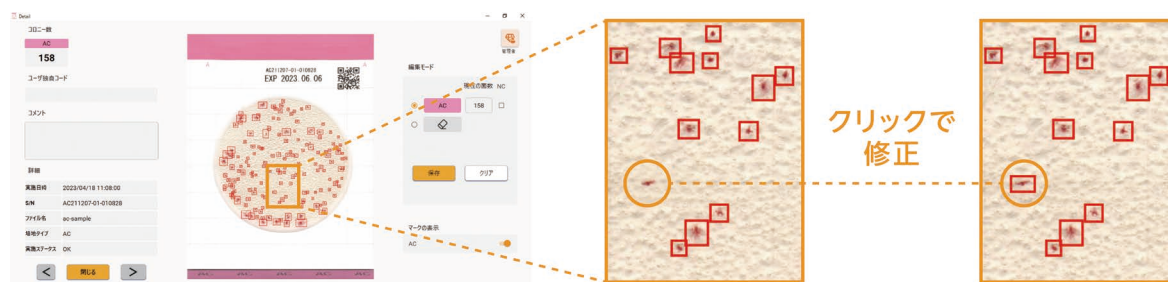 Detail
コロニー数
AC
158
ユーザ独自コード
コメント
詳細
実施日時 2023/04/18 11:08:00
S/N AC211207-01-010828
ファイル名 ac-sample
培地タイプ AC
実施ステータス OK
< 閉じる >
AC211207-01-010828
EXP 2023 06 06
管理者
編集モード
現在の菌数 NC
AC 158
保存 クリア
マークの表示
AC
クリックで
修正